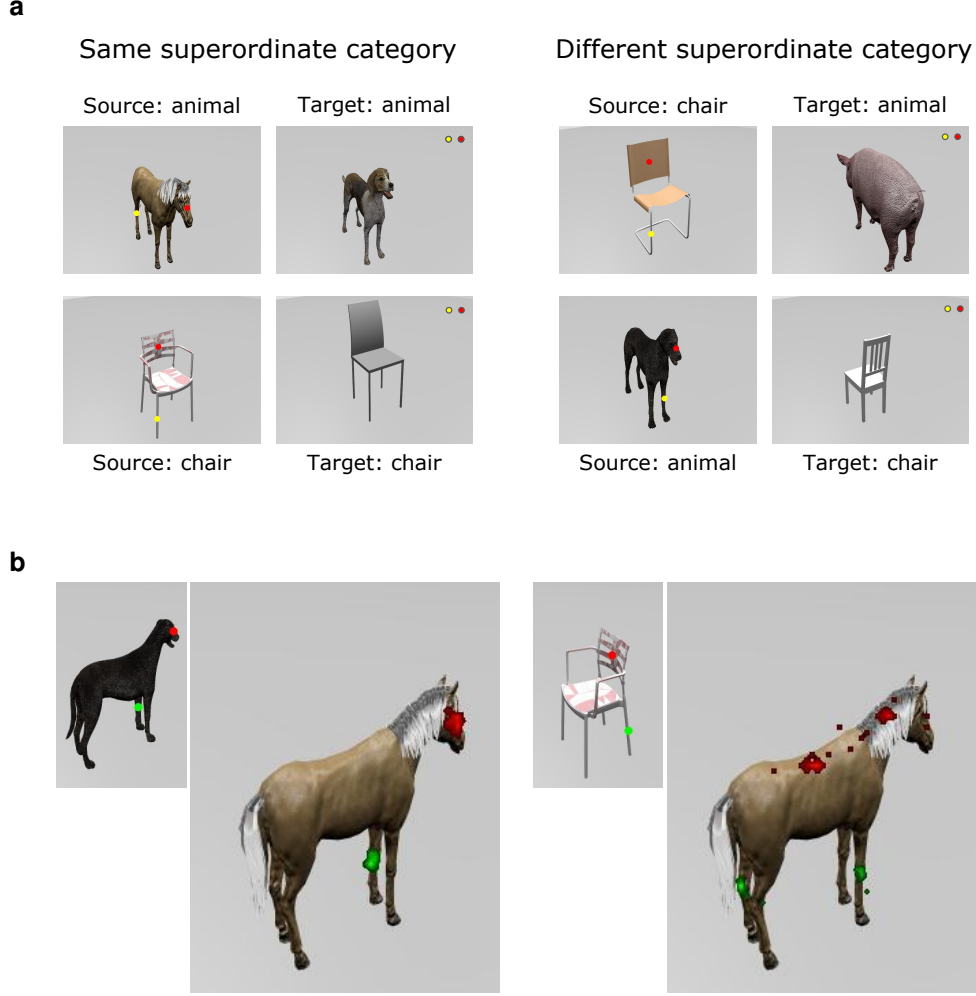 a
Same superordinate category
Different superordinate category
Source: animal
Target: animal
Source: chair
Target: animal
Source: chair
Target: chair
Source: animal
Target: chair
b